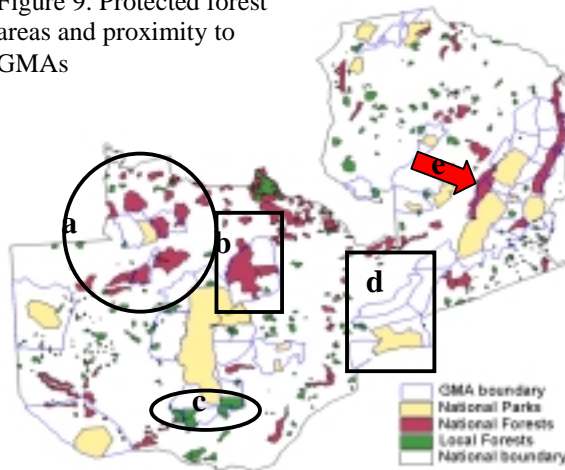 Figure 9. Protected forest
areas and proximity to
GMAs
e
a
b
d
c
GMA boundary
National Parks
National Forests
Local Forests
National boundary